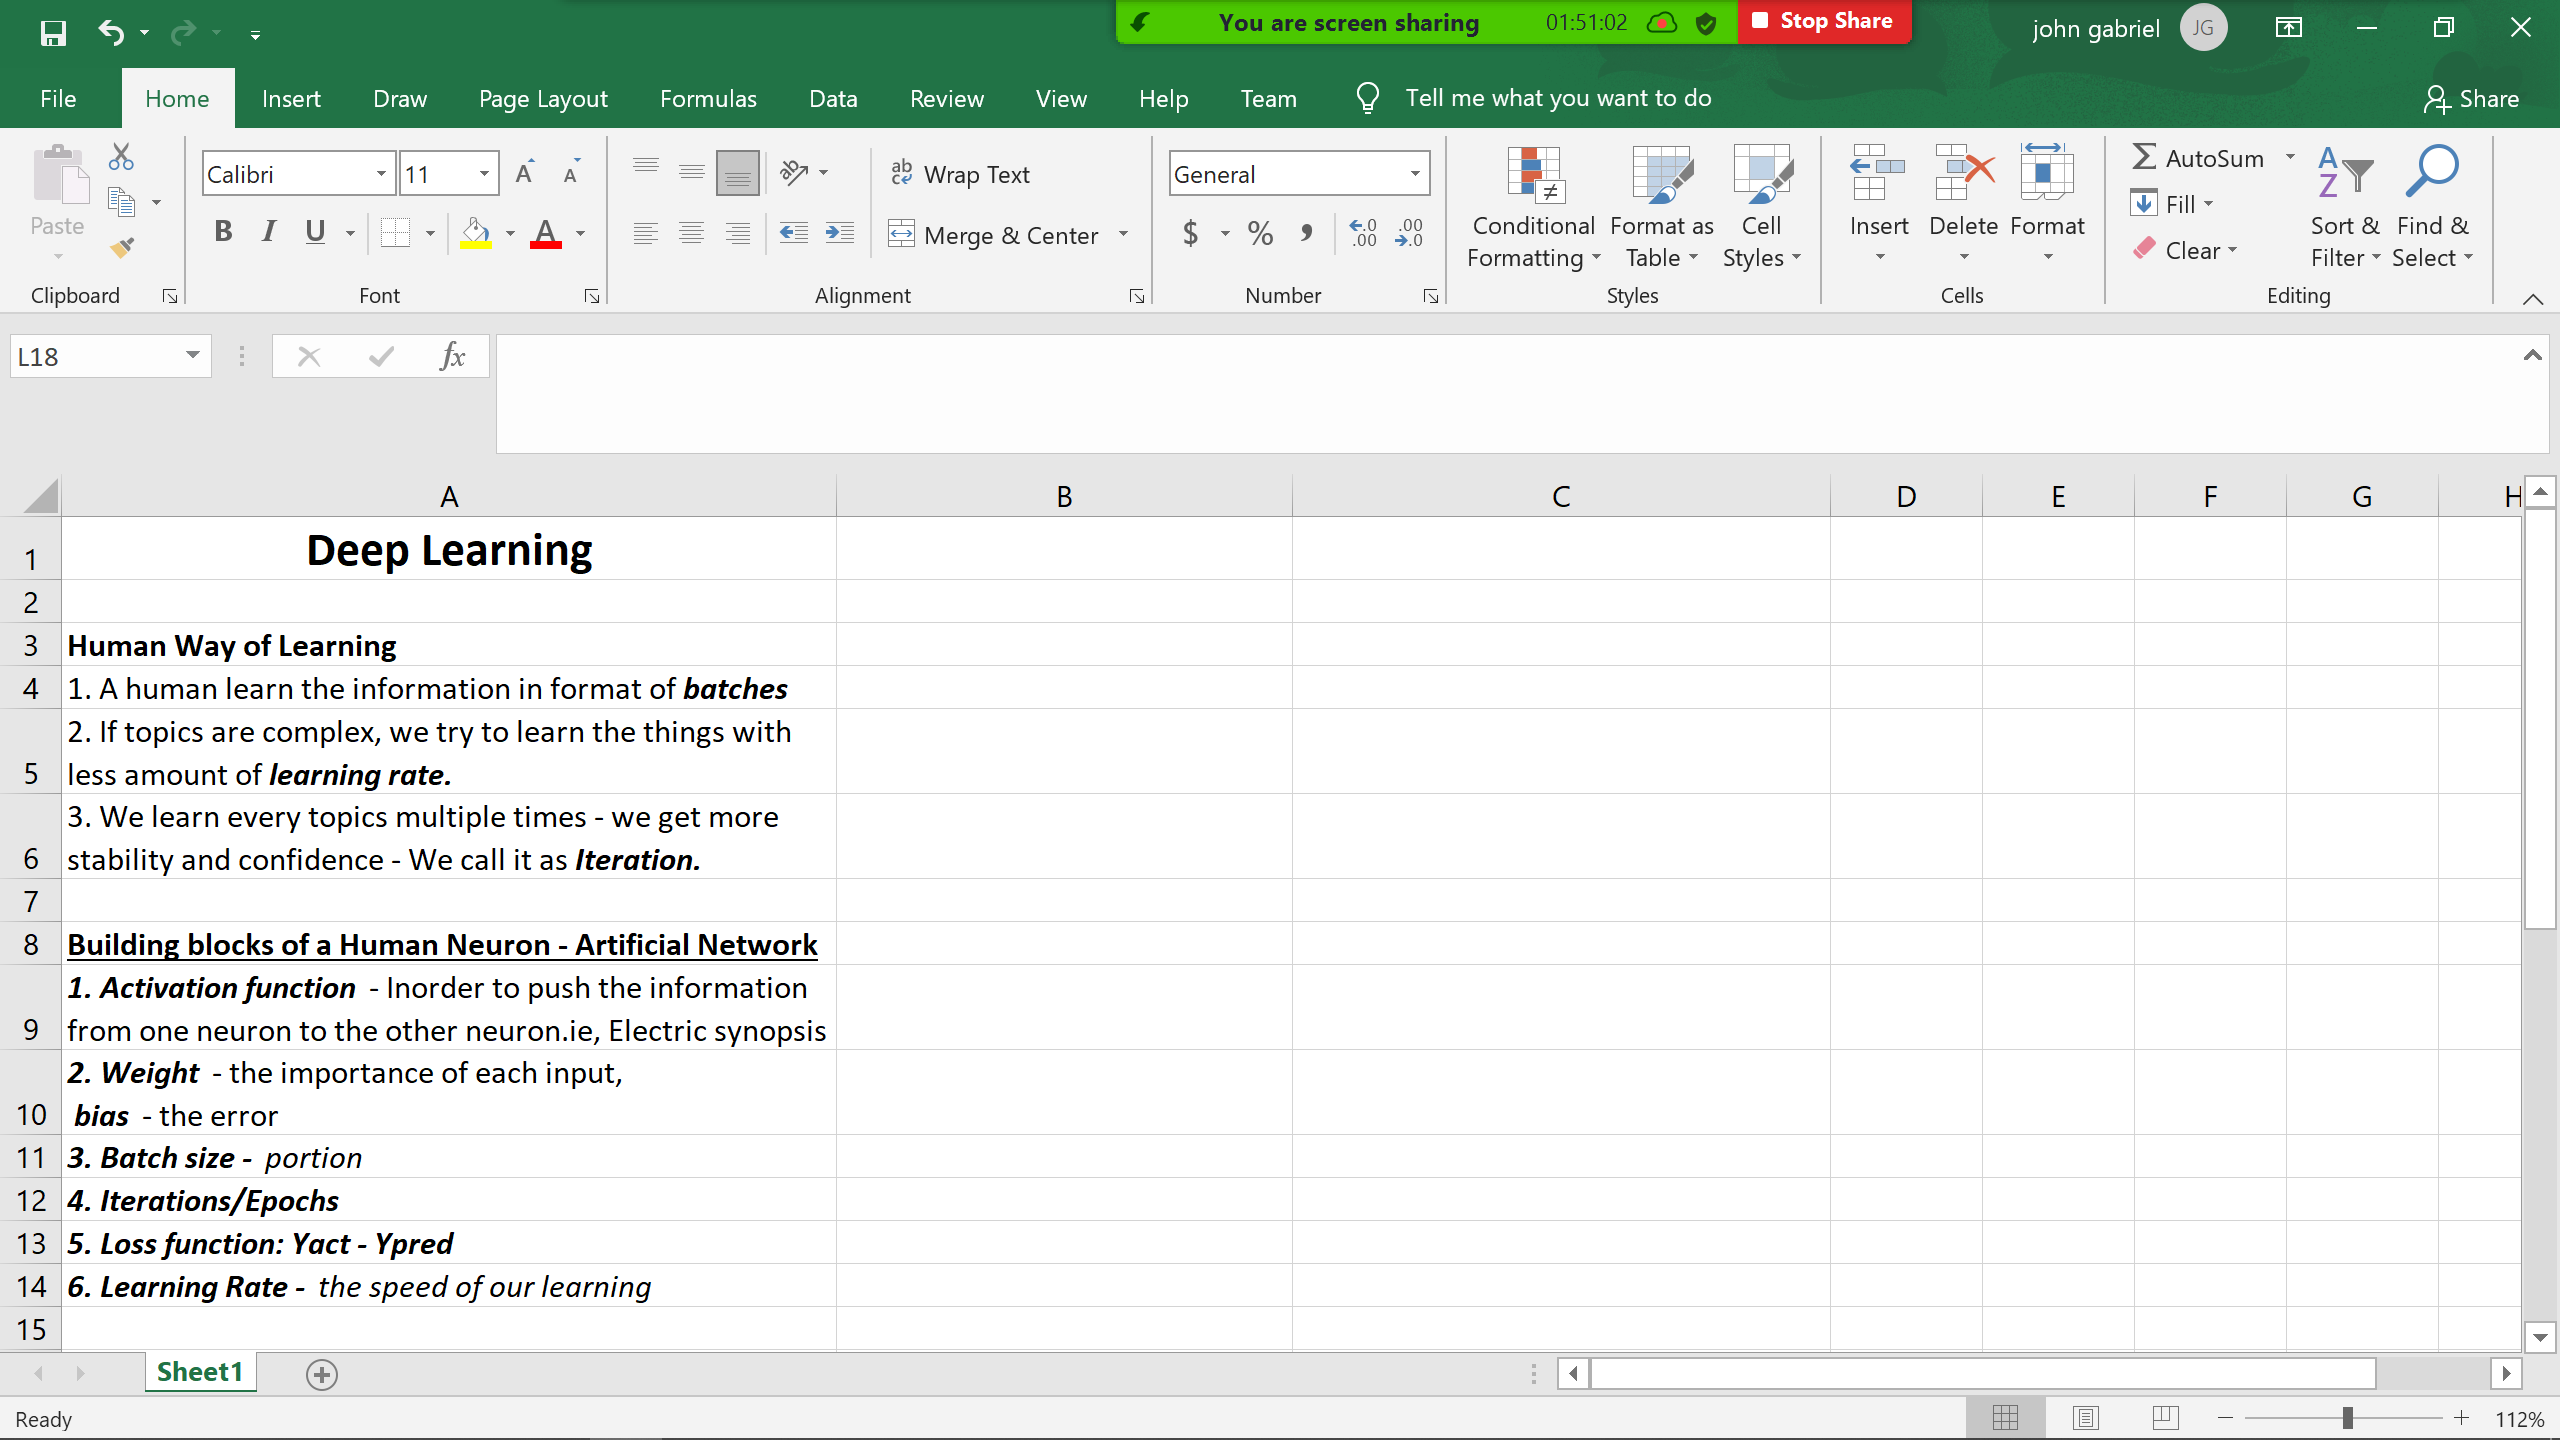 You are screen sharing 01:51:02 Stop Share
john gabriel JG
File Home Insert Draw Page Layout Formulas Data Review View Help Team Tell me what you want to do Share
Paste
Clipboard
Calibri 11
B I U A
Font
Wrap Text
Merge & Center
Alignment
General
$ % ,
Number
Conditional Formatting
Format as Table
Cell Styles
Styles
Insert Delete Format
Cells
AutoSum
Fill
Clear
Sort & Filter
Find & Select
Editing
L18 fx
A B C D E F G H
1 Deep Learning
2
3 Human Way of Learning
4 1. A human learn the information in format of batches
2. If topics are complex, we try to learn the things with
5 less amount of learning rate.
3. We learn every topics multiple times - we get more
6 stability and confidence - We call it as Iteration.
7
8 Building blocks of a Human Neuron - Artificial Network
1. Activation function - Inorder to push the information
9 from one neuron to the other neuron.ie, Electric synopsis
2. Weight - the importance of each input,
10 bias - the error
11 3. Batch size - portion
12 4. Iterations/Epochs
13 5. Loss function: Yact - Ypred
14 6. Learning Rate - the speed of our learning
15
Sheet1
Ready 112%